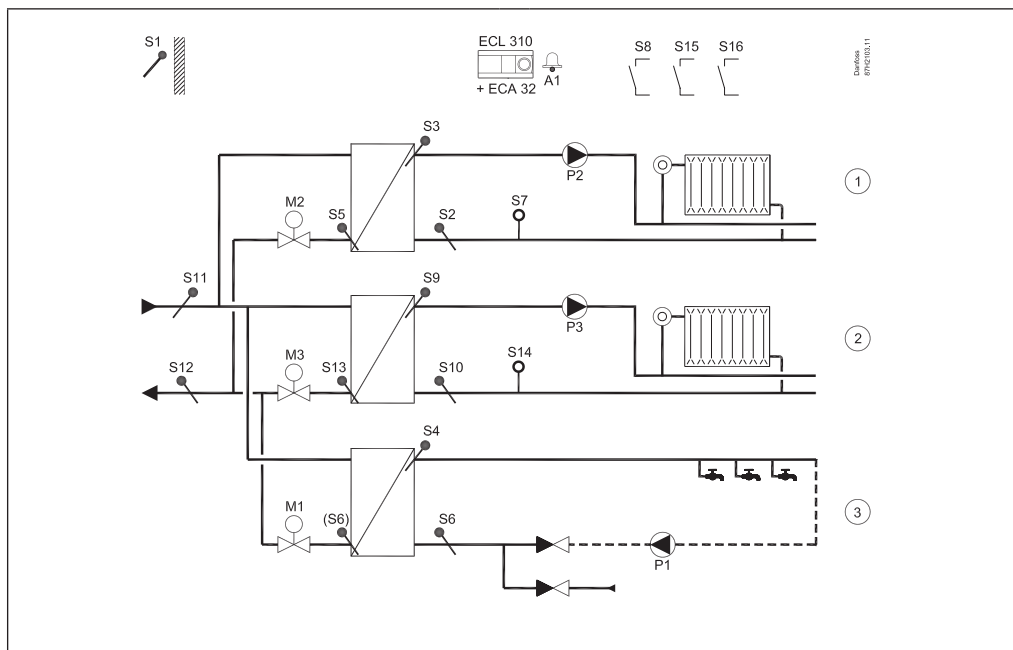 S1
ECL 310
A1
+ ECA 32
S8 S15 S16
Danfoss
87H2103.11
S3
P2
M2
S5
S2
S7
1
S11
S9
P3
2
S12
M3
S13
S10
S14
S4
M1
(S6)
S6
P1
3